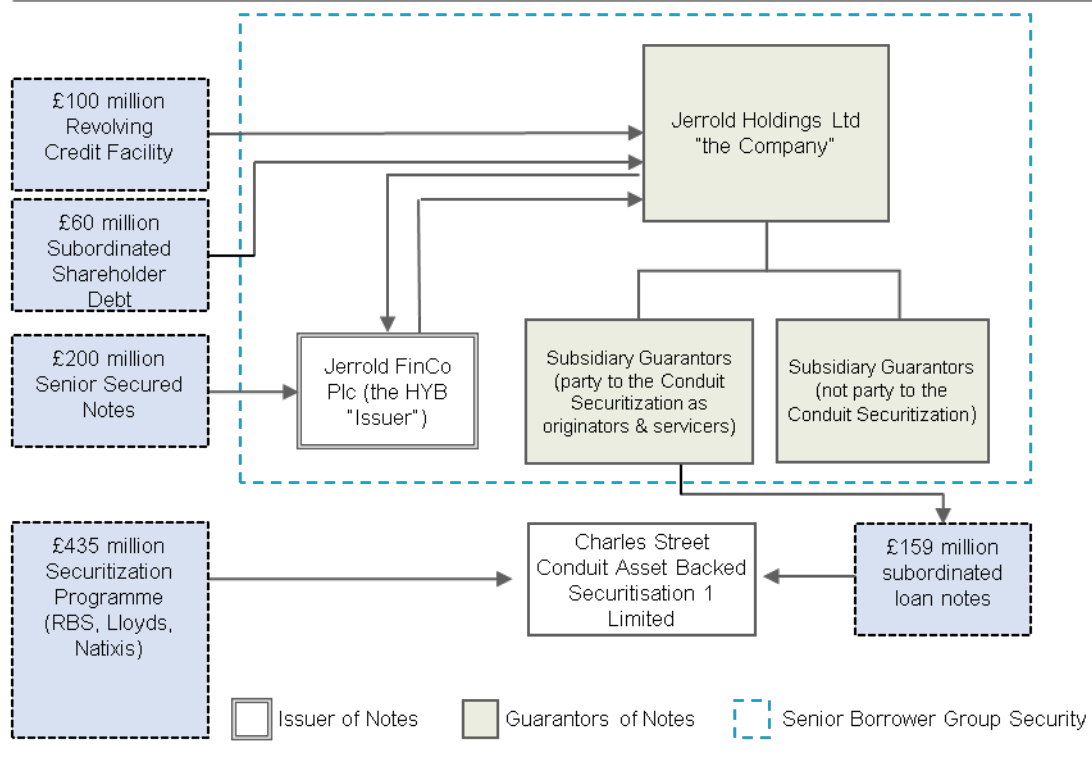 £100 million
Revolving
Credit Facility
Jerrold Holdings Ltd
"the Company"
£60 million
Subordinated
Shareholder
Debt
£200 million
Senior Secured
Notes
Jerrold FinCo
Plc (the HYB
"Issuer")
Subsidiary Guarantors
(party to the Conduit
Securitization as
originators & servicers)
Subsidiary Guarantors
(not party to the
Conduit Securitization)
£435 million
Securitization
Programme
(RBS, Lloyds,
Natixis)
Charles Street
Conduit Asset Backed
Securitisation 1
Limited
£159 million
subordinated
loan notes
Issuer of Notes
Guarantors of Notes
Senior Borrower Group Security